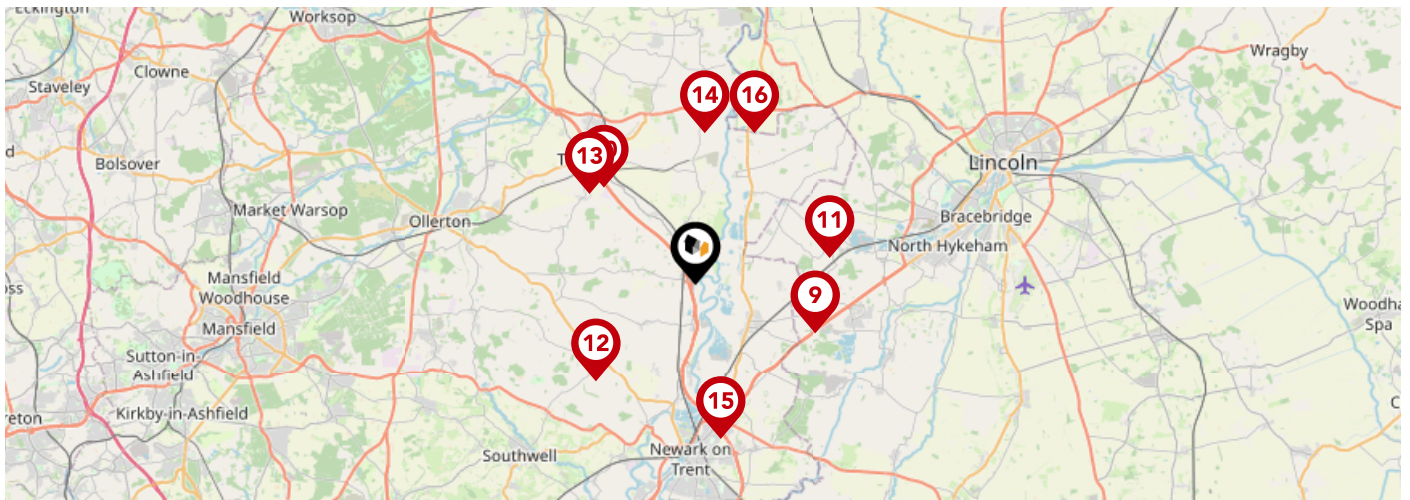 Eckington
Worksop
Wragby
Clowne
Staveley
14
16
13
Bolsover
Lincoln
Market Warsop
Ollerton
11
Bracebridge
North Hykeham
Mansfield
Woodhouse
9
Mansfield
12
Sutton-in-
Ashfield
15
Kirkby-in-Ashfield
Southwell
Newark on
Trent
Spa